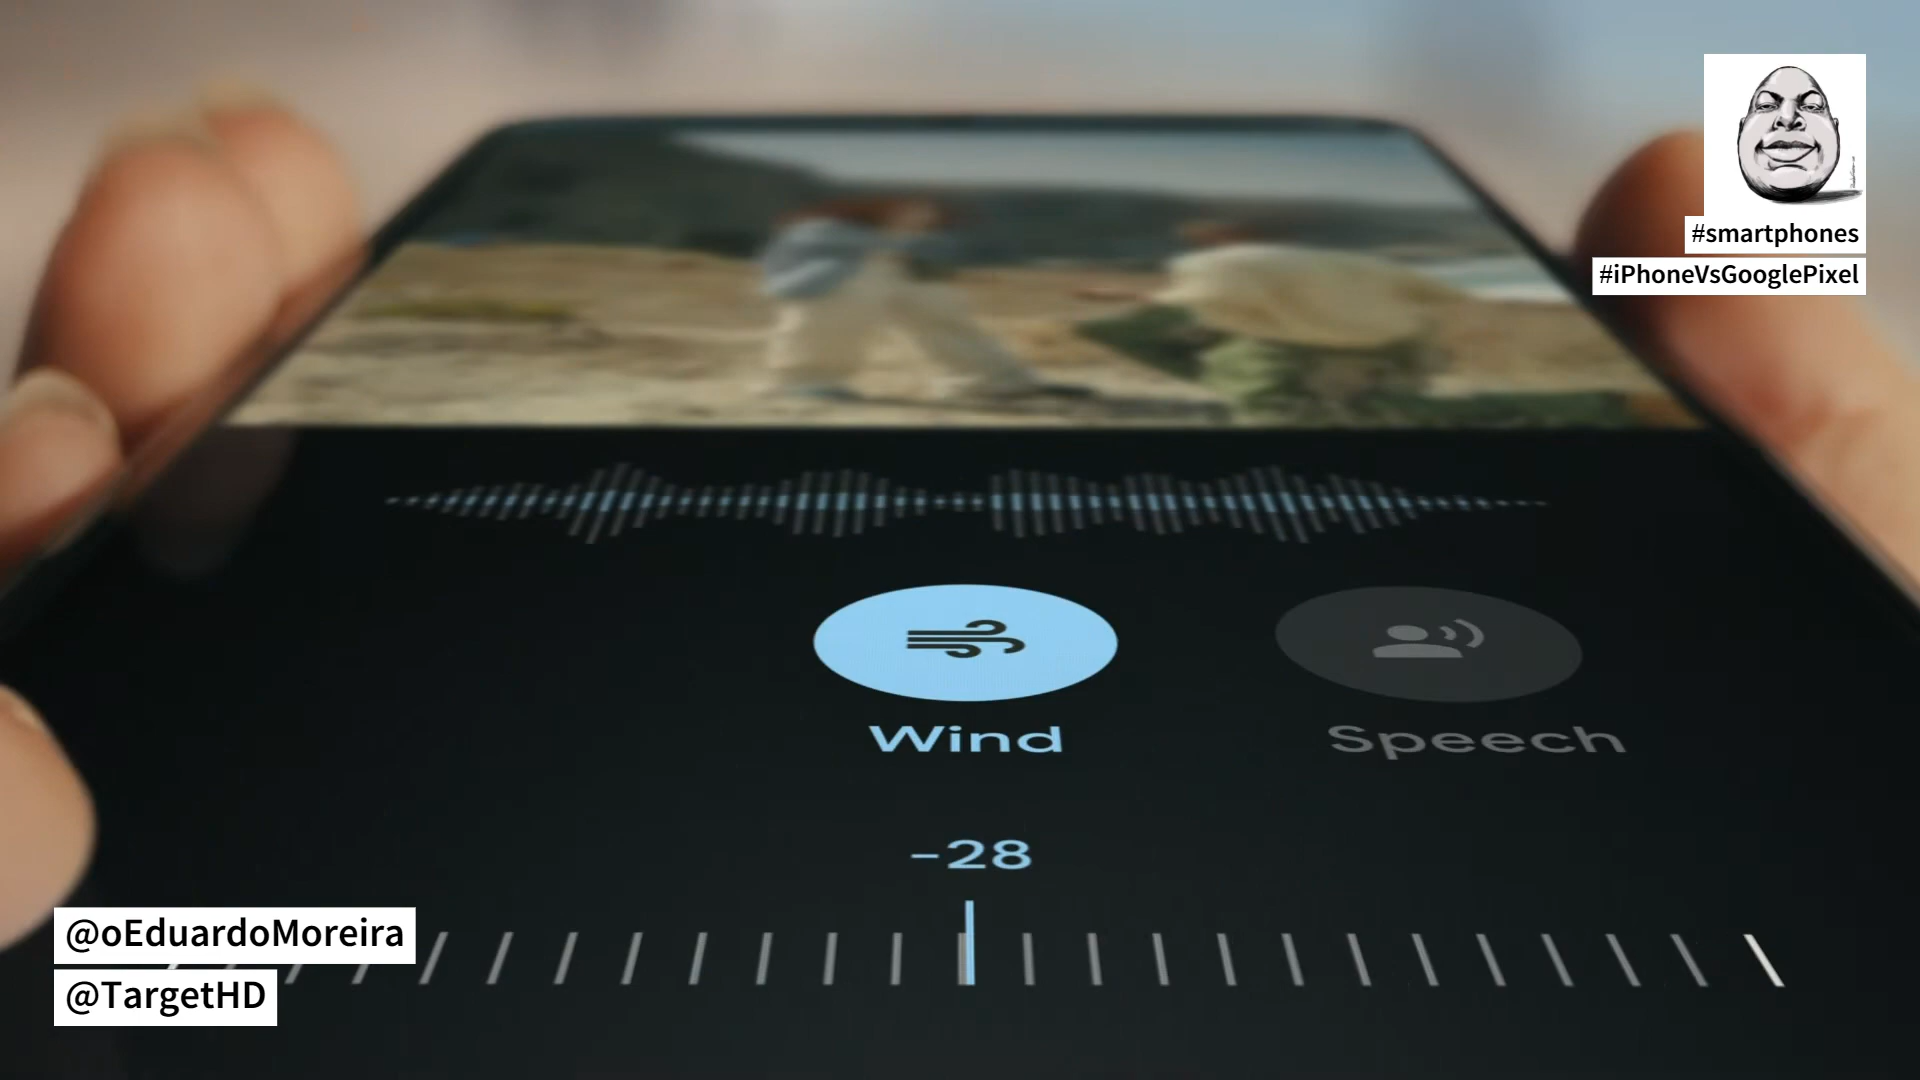 #smartphones
#iPhoneVsGooglePixel
Wind
Speech
-28
@oEduardoMoreira
@TargetHD